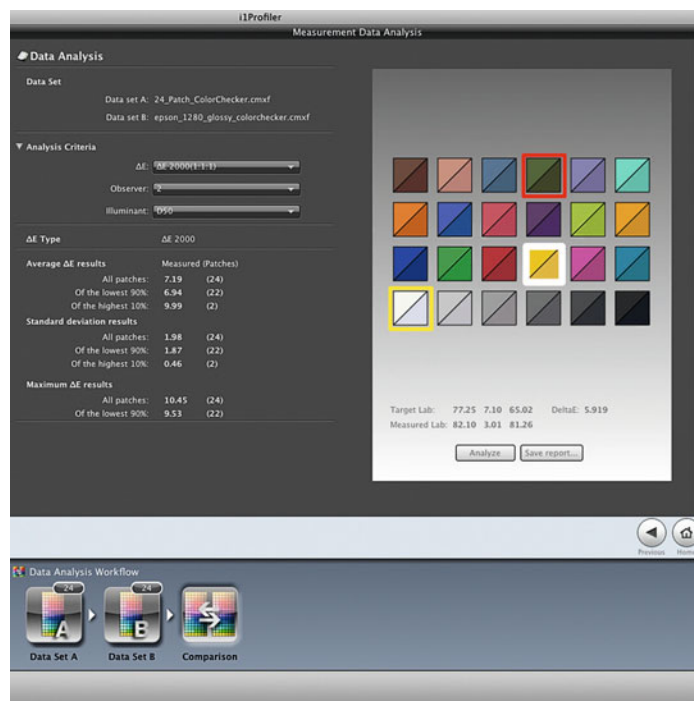 i1Profiler
Measurement Data Analysis
Data Analysis
Data Set
Data set A: 24_Patch_ColorChecker.cmxf
Data set B: epson_1280_glossy_colorchecker.cmxf
Analysis Criteria
ΔE: ΔE 2000(1:1:1)
Observer: 2
Illuminant: D50
ΔE Type ΔE 2000
Average ΔE results Measured (Patches)
All patches: 7.19 (24)
Of the lowest 90%: 6.94 (22)
Of the highest 10%: 9.99 (2)
Standard deviation results
All patches: 1.98 (24)
Of the lowest 90%: 1.87 (22)
Of the highest 10%: 0.46 (2)
Maximum ΔE results
All patches: 10.45 (24)
Of the lowest 90%: 9.53 (22)
Target Lab: 77.25 7.10 65.02 DeltaE: 5.919
Measured Lab: 82.10 3.01 81.26
Analyze Save report...
Previous Home
Data Analysis Workflow
24 24
A B
Data Set A Data Set B Comparison